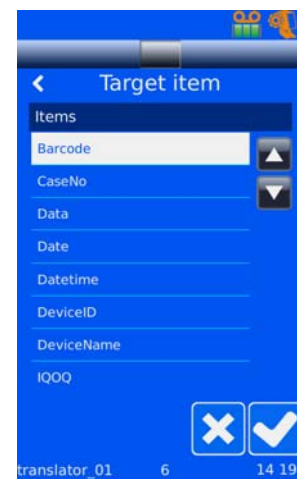 Target item
Items
Barcode
CaseNo
Data
Date
Datetime
DeviceID
DeviceName
IQOQ
translator_01 6 14 19